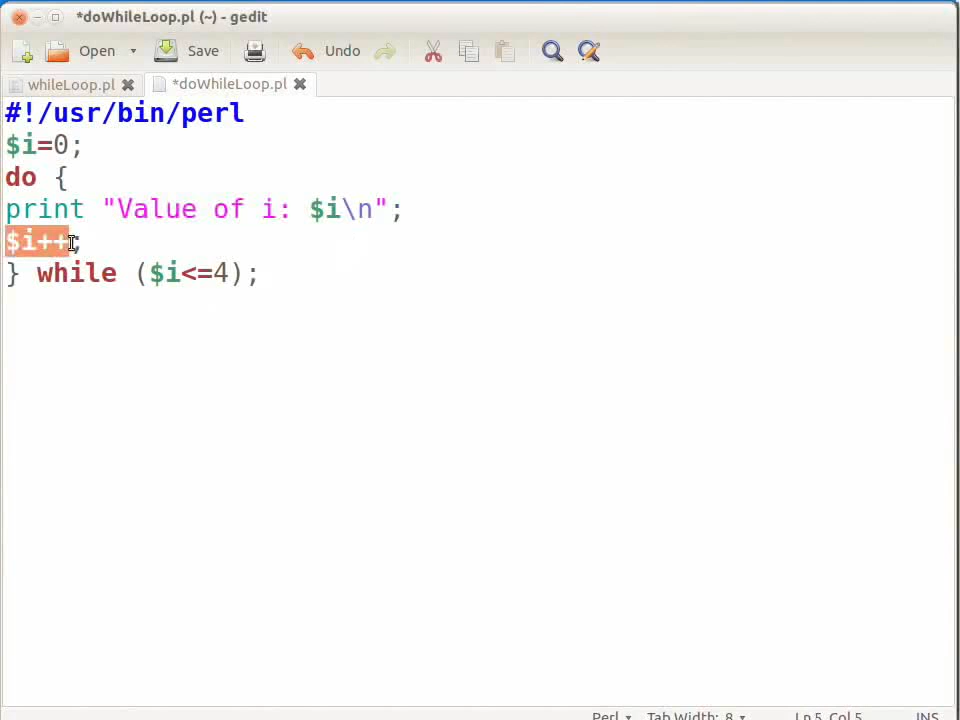 *doWhileLoop.pl (~) - gedit
Open Save Undo
whileLoop.pl *doWhileLoop.pl
#!/usr/bin/perl
$i=0;
do {
print "Value of i: $i\n";
$i++;
} while ($i<=4);
Perl Tab Width: 8 Ln 5, Col 5 INS